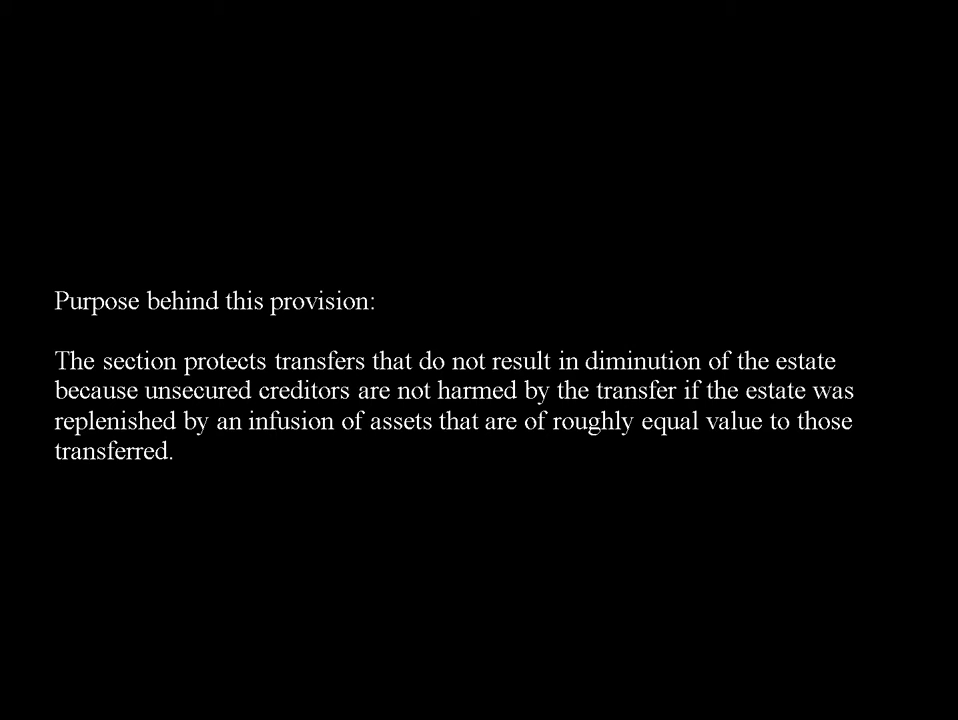 Purpose behind this provision:
The section protects transfers that do not result in diminution of the estate
because unsecured creditors are not harmed by the transfer if the estate was
replenished by an infusion of assets that are of roughly equal value to those
transferred.